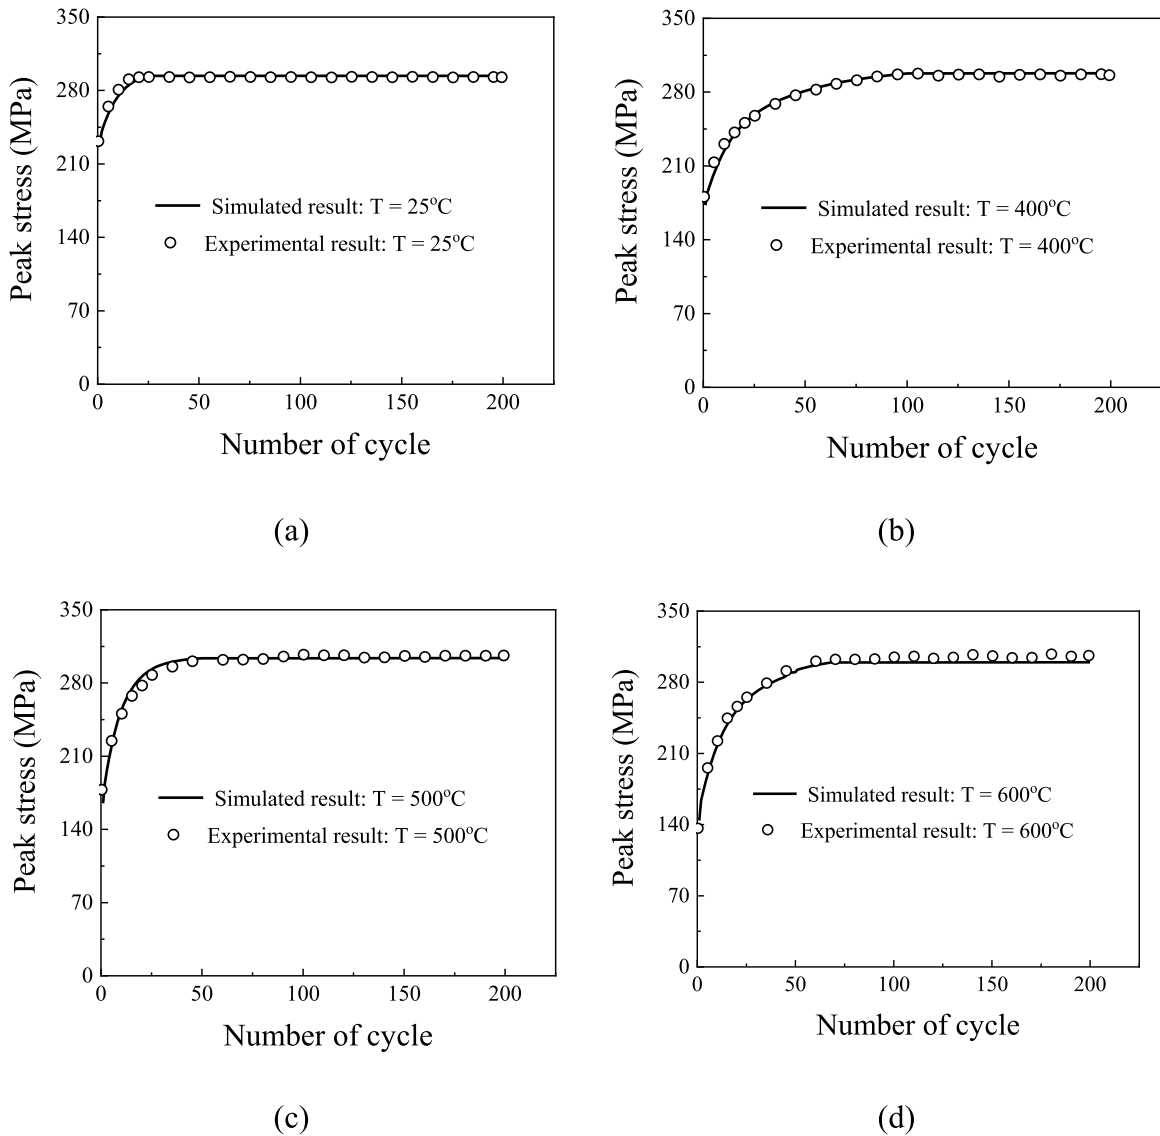 350
280
210
140
70
0
Peak stress (MPa)
Simulated result: T = 25°C
Experimental result: T = 25°C
0 50 100 150 200
Number of cycle
(a)
350
280
210
140
70
0
Peak stress (MPa)
Simulated result: T = 400°C
Experimental result: T = 400°C
0 50 100 150 200
Number of cycle
(b)
350
280
210
140
70
0
Peak stress (MPa)
Simulated result: T = 500°C
Experimental result: T = 500°C
0 50 100 150 200
Number of cycle
(c)
350
280
210
140
70
0
Peak stress (MPa)
Simulated result: T = 600°C
Experimental result: T = 600°C
0 50 100 150 200
Number of cycle
(d)